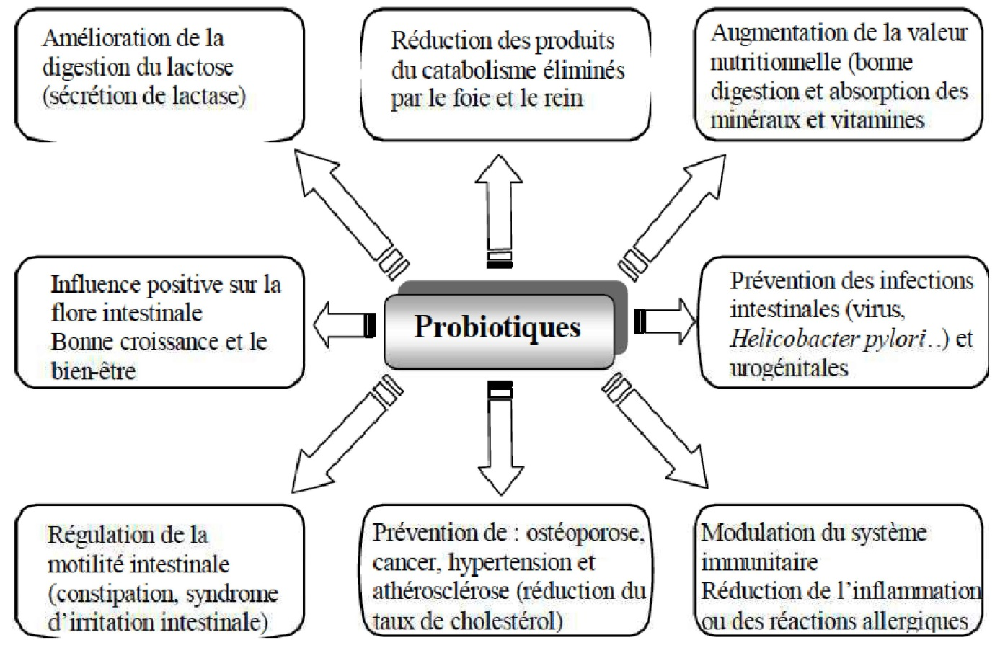 Amélioration de la
digestion du lactose
(sécrétion de lactase)
Réduction des produits
du catabolisme éliminés
par le foie et le rein
Augmentation de la valeur
nutritionnelle (bonne
digestion et absorption des
minéraux et vitamines
Influence positive sur la
flore intestinale
Bonne croissance et le
bien-être
Probiotiques
Prévention des infections
intestinales (virus,
Helicobacter pylori..) et
urogénitales
Régulation de la
motilité intestinale
(constipation, syndrome
d’irritation intestinale)
Prévention de : ostéoporose,
cancer, hypertension et
athérosclérose (réduction du
taux de cholestérol)
Modulation du système
immunitaire
Réduction de l’inflammation
ou des réactions allergiques